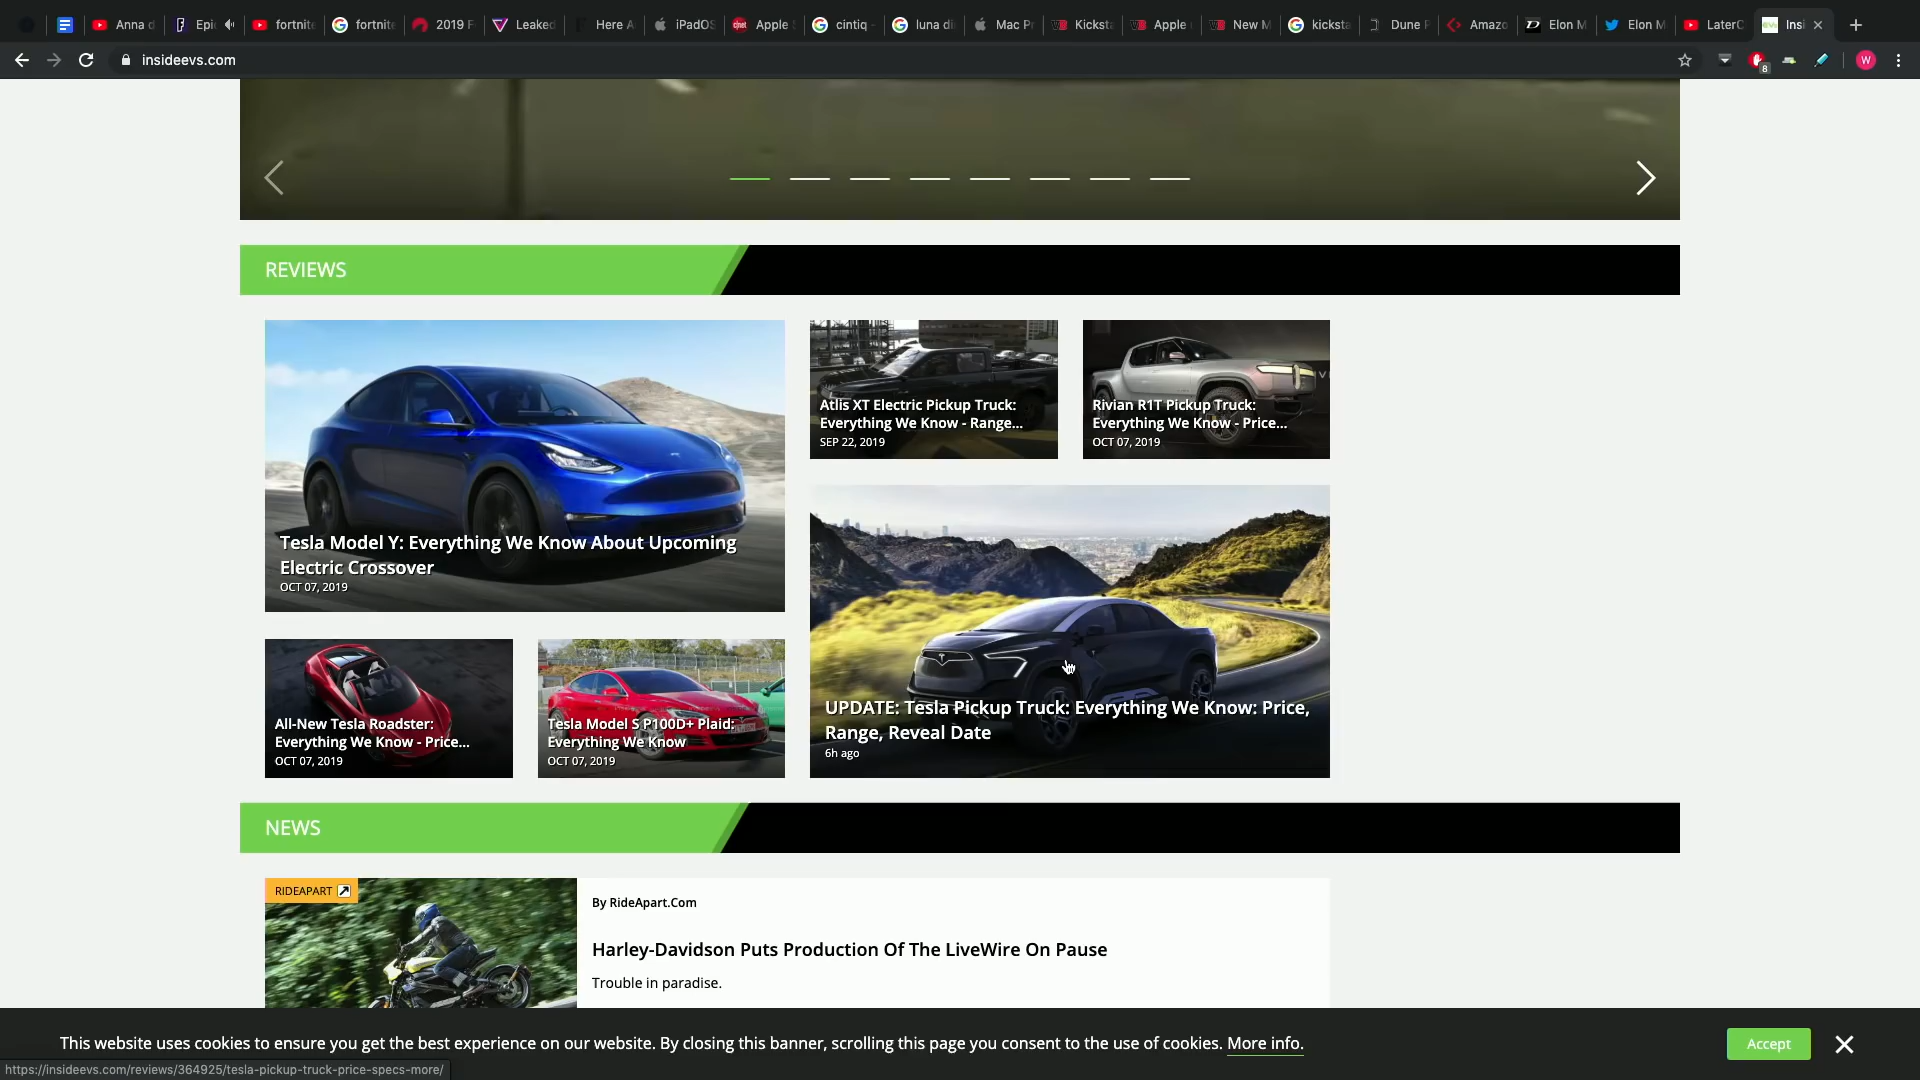 Anna d
Epi
fortnit
fortnit
2019 F
Leaked
Here A
iPadOS
Apple
cintiq
luna di
Mac P
Kicksta
Apple
New M
kicksta
Dune F
Amazo
Elon M
Elon M
LaterC
Insi
insideevs.com
8
W
REVIEWS
Tesla Model Y: Everything We Know About Upcoming
Electric Crossover
OCT 07, 2019
Atlis XT Electric Pickup Truck:
Everything We Know - Range...
SEP 22, 2019
Rivian R1T Pickup Truck:
Everything We Know - Price...
OCT 07, 2019
All-New Tesla Roadster:
Everything We Know - Price...
OCT 07, 2019
Tesla Model S P100D+ Plaid:
Everything We Know
OCT 07, 2019
UPDATE: Tesla Pickup Truck: Everything We Know: Price,
Range, Reveal Date
6h ago
NEWS
RIDEAPART
By RideApart.Com
Harley-Davidson Puts Production Of The LiveWire On Pause
Trouble in paradise.
This website uses cookies to ensure you get the best experience on our website. By closing this banner, scrolling this page you consent to the use of cookies. More info.
Accept
https://insideevs.com/reviews/364925/tesla-pickup-truck-price-specs-more/